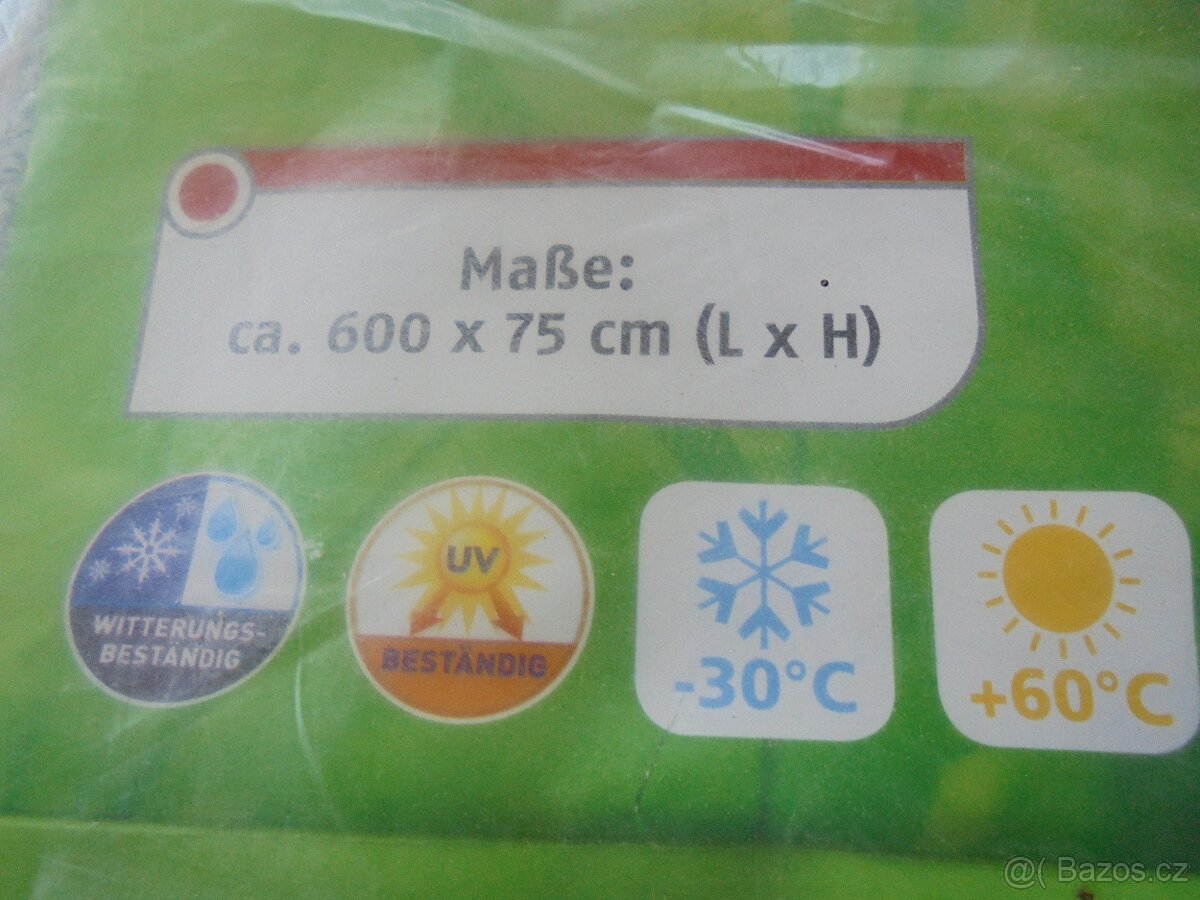 Maße:
ca. 600 x 75 cm (L x H)
WITTERUNGS-
BESTÄNDIG
UV
BESTÄNDIG
-30°C
+60°C
@( Bazos.cz